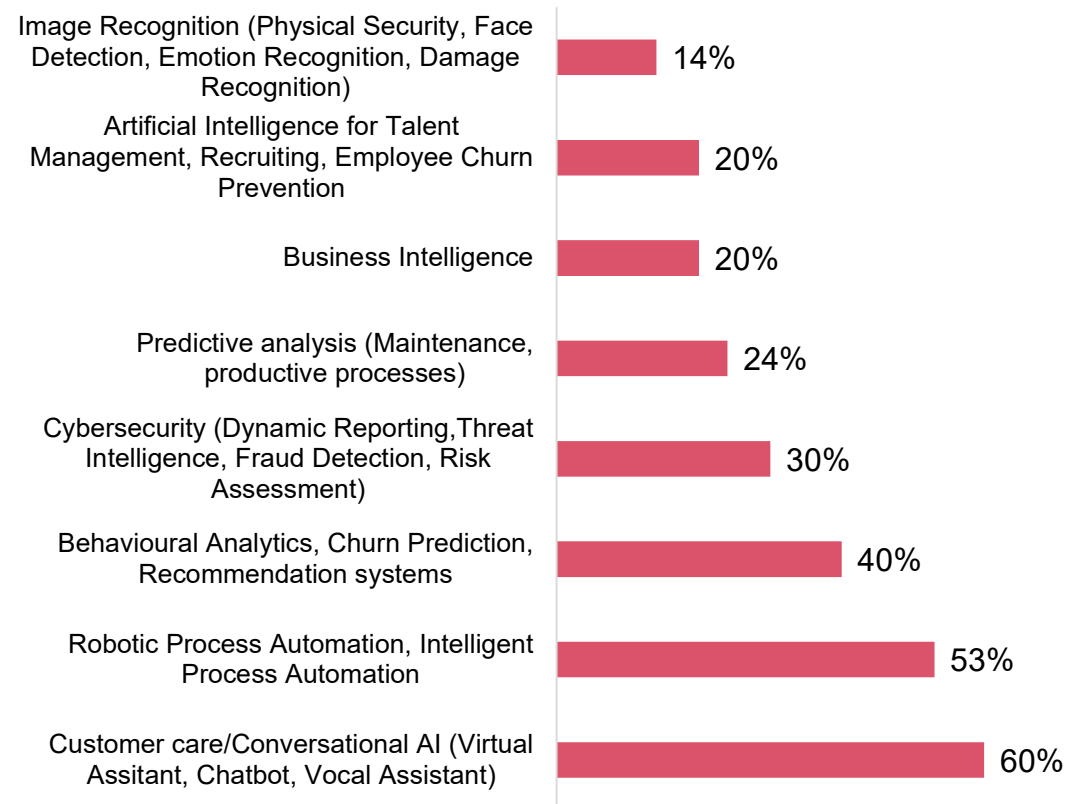 Image Recognition (Physical Security, Face
Detection, Emotion Recognition, Damage
Recognition)
14%
Artificial Intelligence for Talent
Management, Recruiting, Employee Churn
Prevention
20%
Business Intelligence
20%
Predictive analysis (Maintenance,
productive processes)
24%
Cybersecurity (Dynamic Reporting,Threat
Intelligence, Fraud Detection, Risk
Assessment)
30%
Behavioural Analytics, Churn Prediction,
Recommendation systems
40%
Robotic Process Automation, Intelligent
Process Automation
53%
Customer care/Conversational AI (Virtual
Assitant, Chatbot, Vocal Assistant)
60%